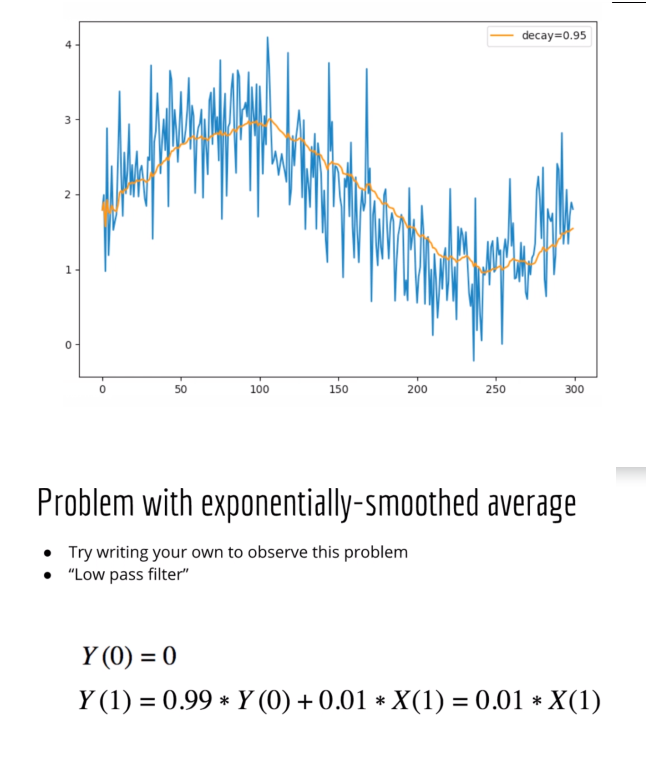 decay=0.95
4
3
2
1
0
0 50 100 150 200 250 300
Problem with exponentially-smoothed average
● Try writing your own to observe this problem
● “Low pass filter”
Y (0) = 0
Y (1) = 0.99 ∗ Y (0) + 0.01 ∗ X(1) = 0.01 ∗ X(1)